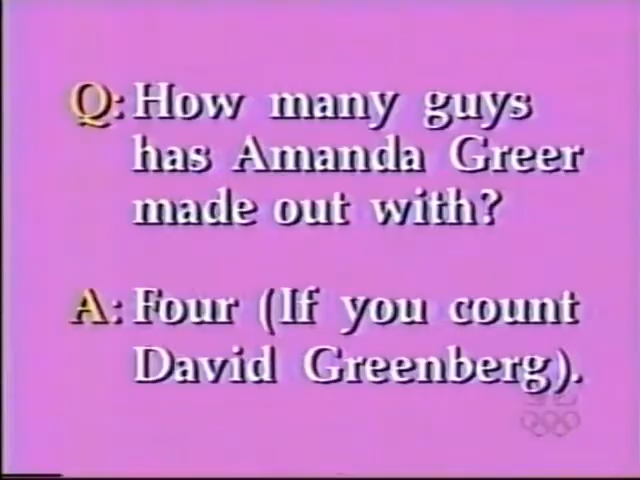 Q: How many guys
has Amanda Greer
made out with?
A: Four (If you count
David Greenberg).